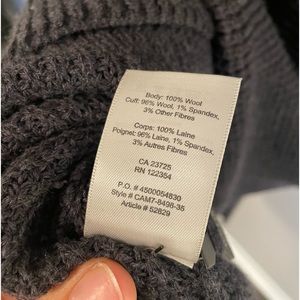 Body: 100% Wool
Cuff: 96% Wool, 1% Spandex,
3% Other Fibres
Corps: 100% Laine
Poignet: 96% Laine, 1% Spandex,
3% Autres Fibres
CA 23725
RN 122354
P.O. # 4500054830
Style # CAM7-8498-35
Article # 52829